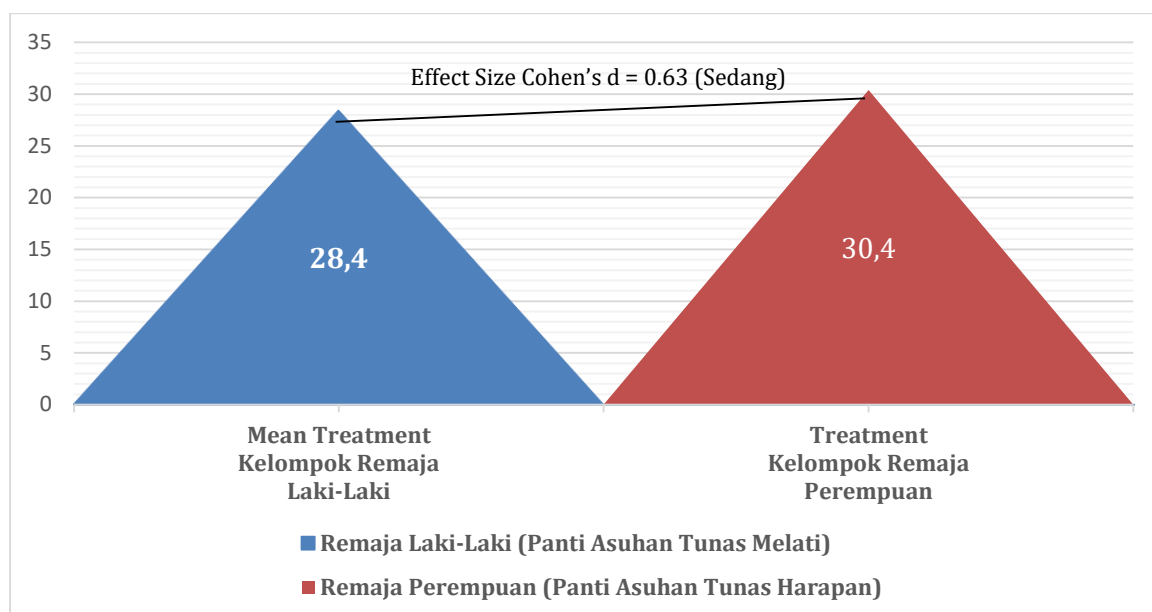 35
Effect Size Cohen’s d = 0.63 (Sedang)
30
25
20
15
28,4
30,4
10
5
0
Mean Treatment
Kelompok Remaja
Laki-Laki
Treatment
Kelompok Remaja
Perempuan
Remaja Laki-Laki (Panti Asuhan Tunas Melati)
Remaja Perempuan (Panti Asuhan Tunas Harapan)